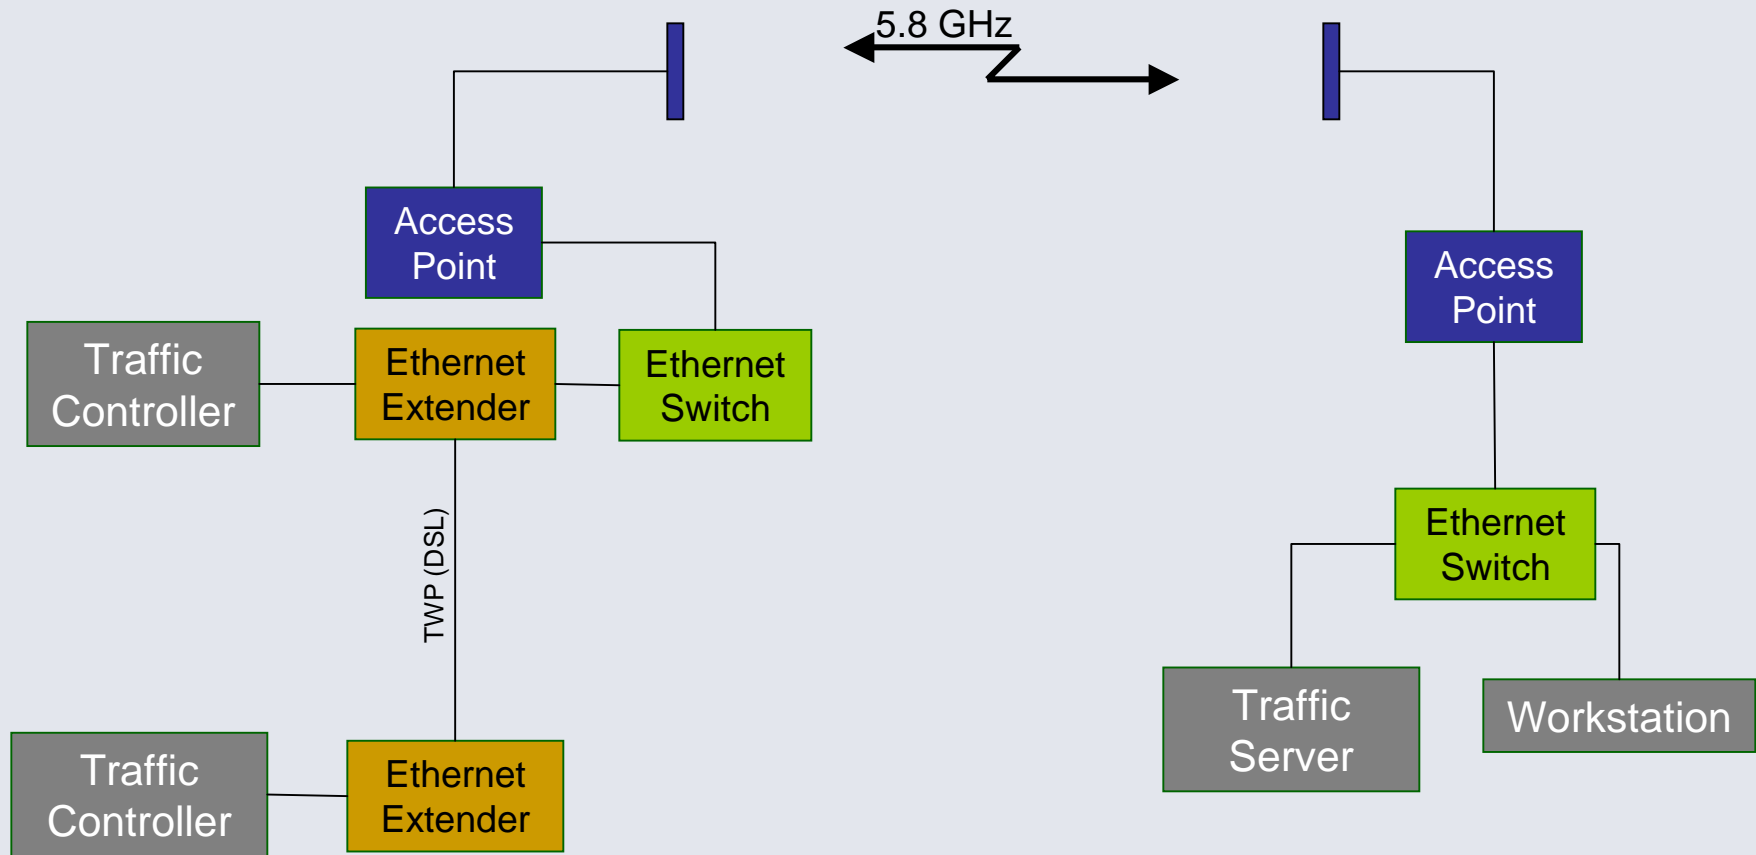 5.8 GHz
Access
Point
Access
Point
Traffic
Controller
Ethernet
Extender
Ethernet
Switch
TWP (DSL)
Ethernet
Switch
Traffic
Server
Workstation
Traffic
Controller
Ethernet
Extender